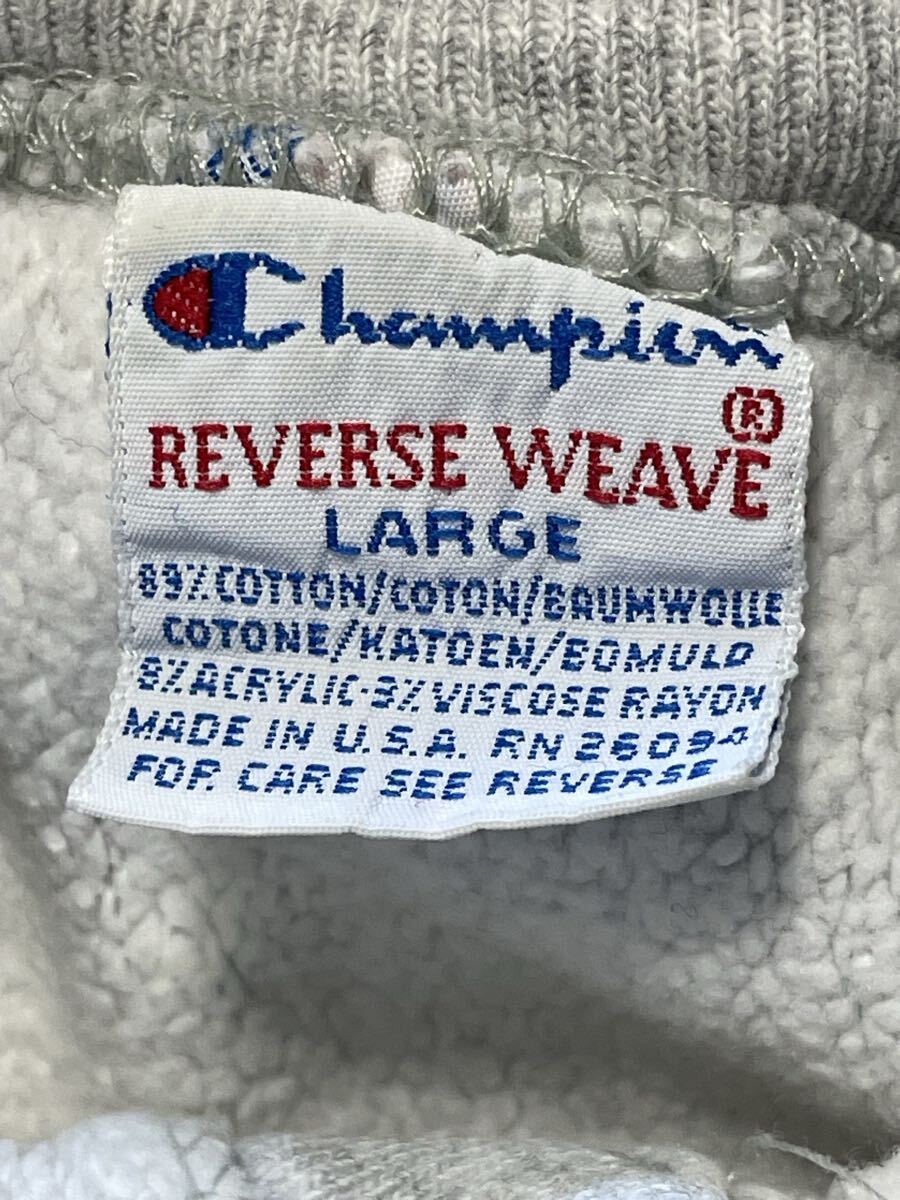 Champion
®
REVERSE WEAVE
LARGE
89% COTTON/COTON/BAUMWOLLE
COTONE/KATOEN/BOMULD
8% ACRYLIC-3% VISCOSE RAYON
MADE IN U.S.A. RN 26094
FOR CARE SEE REVERSE